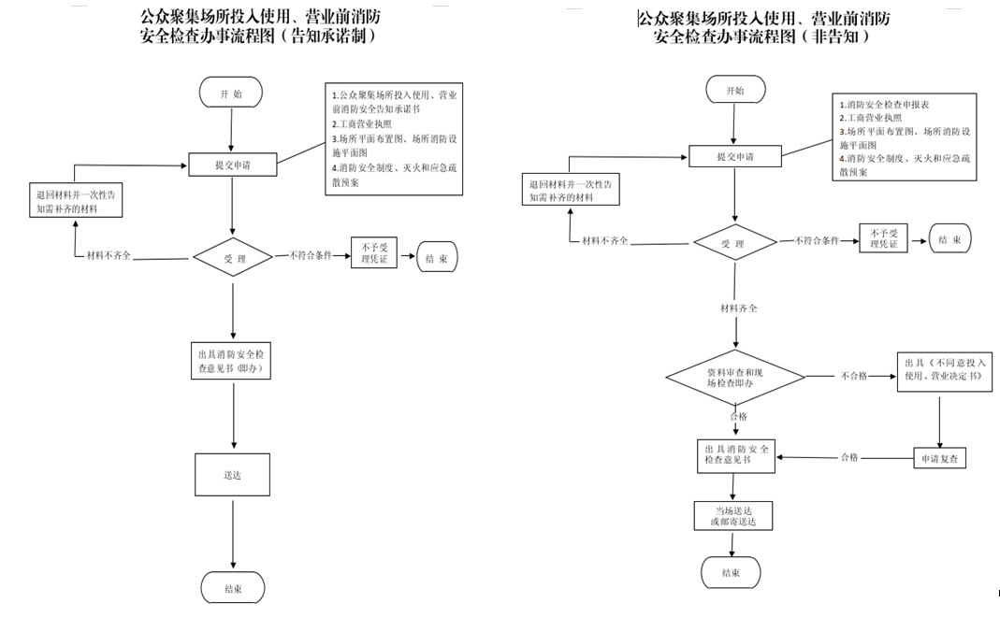 公众聚集场所投入使用、营业前消防
安全检查办事流程图（告知承诺制）
开 始
1.公众聚集场所投入使用、营业
前消防安全告知承诺书
2.工商营业执照
3.场所平面布置图、场所消防设
施平面图
4.消防安全制度、灭火和应急疏
散预案
提交申请
退回材料并一次性告
知需补齐的材料
材料不齐全
受 理
不符合条件
不予受
理凭证
结 束
出具消防安全检
查意见书（即办）
送达
结束
公众聚集场所投入使用、营业前消防
安全检查办事流程图（非告知）
开始
1.消防安全检查申报表
2.工商营业执照
3.场所平面布置图、场所消防设
施平面图
4.消防安全制度、灭火和应急疏
散预案
提交申请
退回材料并一次性告
知需补齐的材料
材料不齐全
受 理
不符合条件
不予受
理凭证
结 束
材料齐全
资料审查和现
场检查即办
不合格
出具《不同意投入
使用、营业决定书》
合格
出具消防安全
检查意见书
合格
申请复查
当场送达
或邮寄送达
结束